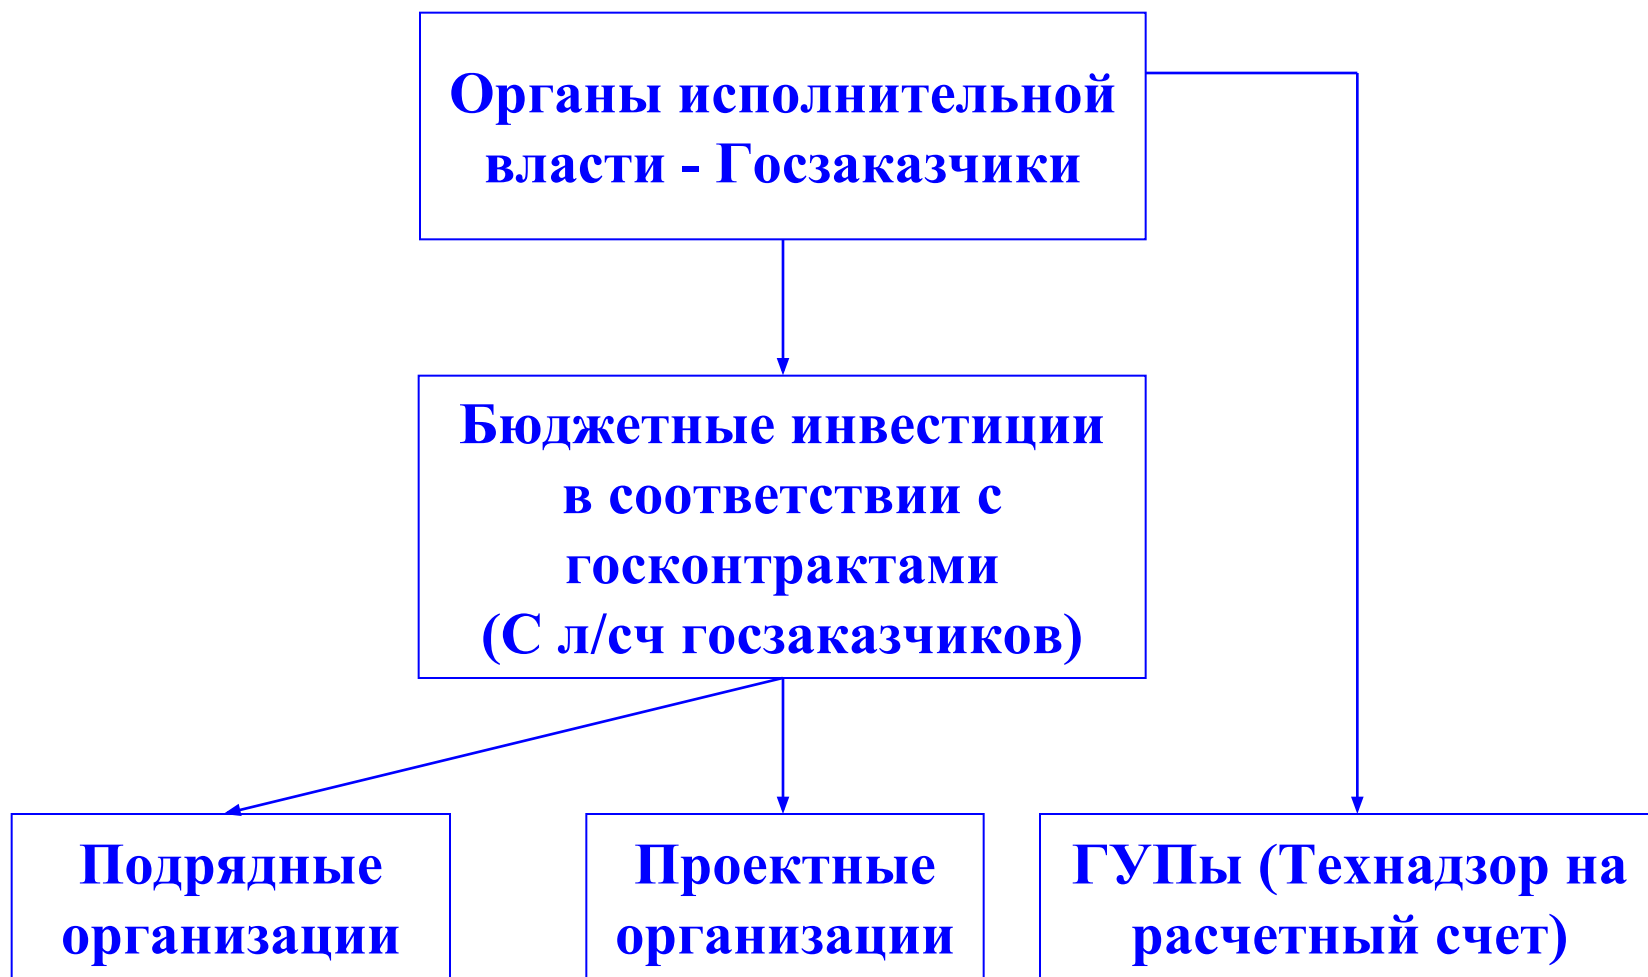 Органы исполнительной
власти - Госзаказчики
Бюджетные инвестиции
в соответствии с
госконтрактами
(С л/сч госзаказчиков)
Подрядные
организации
Проектные
организации
ГУПы (Технадзор на
расчетный счет)